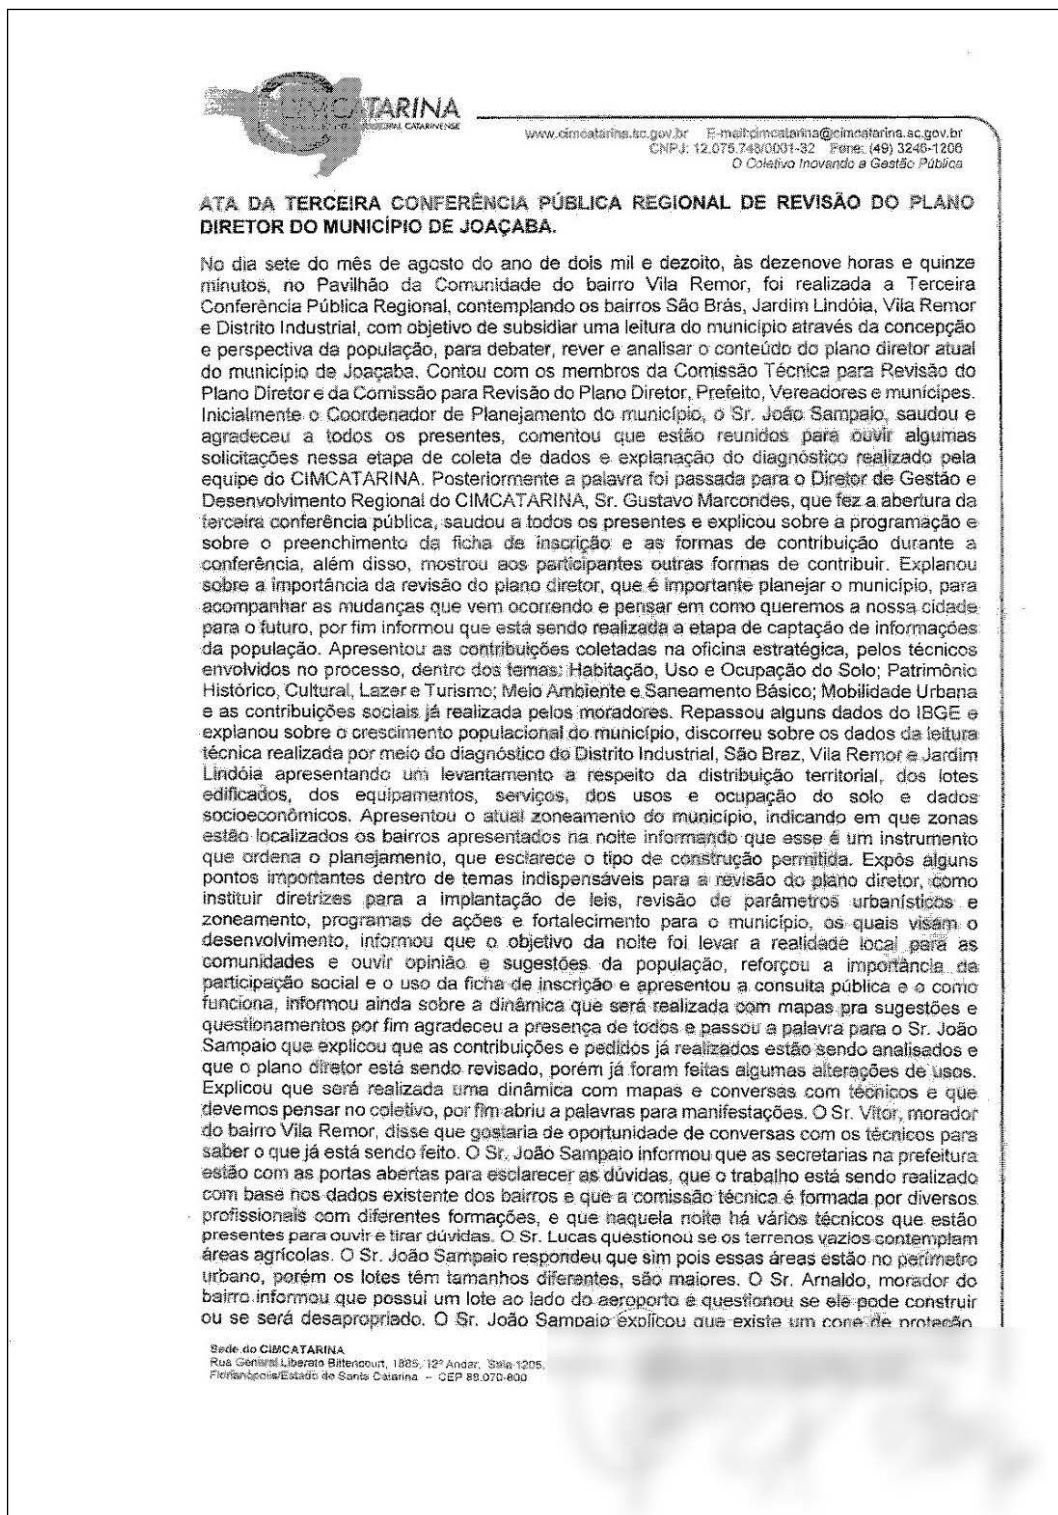 CIMCATARINA
www.cimcatarina.sc.gov.br E-mail:cimcatarina@cimcatarina.sc.gov.br
CNPJ: 12.075.748/0001-32 Fone: (49) 3246-1206
O Coletivo Inovando a Gestão Pública
ATA DA TERCEIRA CONFERÊNCIA PÚBLICA REGIONAL DE REVISÃO DO PLANO
DIRETOR DO MUNICÍPIO DE JOAÇABA.
No dia sete do mês de agosto do ano de dois mil e dezoito, às dezenove horas e quinze
minutos, no Pavilhão da Comunidade do bairro Vila Remor, foi realizada a Terceira
Conferência Pública Regional, contemplando os bairros São Brás, Jardim Lindóia, Vila Remor
e Distrito Industrial, com objetivo de subsidiar uma leitura do município através da concepção
e perspectiva da população, para debater, rever e analisar o conteúdo do plano diretor atual
do município de Joaçaba. Contou com os membros da Comissão Técnica para Revisão do
Plano Diretor e da Comissão para Revisão do Plano Diretor, Prefeito, Vereadores e munícipes.
Inicialmente o Coordenador de Planejamento do município, o Sr. João Sampaio, saudou e
agradeceu a todos os presentes, comentou que estão reunidos para ouvir algumas
solicitações nessa etapa de coleta de dados e explanação do diagnóstico realizado pela
equipe do CIMCATARINA. Posteriormente a palavra foi passada para o Diretor de Gestão e
Desenvolvimento Regional do CIMCATARINA, Sr. Gustavo Marcondes, que fez a abertura da
terceira conferência pública, saudou a todos os presentes e explicou sobre a programação e
sobre o preenchimento da ficha de inscrição e as formas de contribuição durante a
conferência, além disso, mostrou aos participantes outras formas de contribuir. Explanou
sobre a importância da revisão do plano diretor, que é importante planejar o município, para
acompanhar as mudanças que vem ocorrendo e pensar em como queremos a nossa cidade
para o futuro, por fim informou que está sendo realizada a etapa de captação de informações
da população. Apresentou as contribuições coletadas na oficina estratégica, pelos técnicos
envolvidos no processo, dentro dos temas: Habitação, Uso e Ocupação do Solo; Patrimônio
Histórico, Cultural, Lazer e Turismo; Meio Ambiente e Saneamento Básico; Mobilidade Urbana
e as contribuições sociais já realizada pelos moradores. Repassou alguns dados do IBGE e
explanou sobre o crescimento populacional do município, discorreu sobre os dados da leitura
técnica realizada por meio do diagnóstico do Distrito Industrial, São Braz, Vila Remor e Jardim
Lindóia apresentando um levantamento a respeito da distribuição territorial, dos lotes
edificados, dos equipamentos, serviços, dos usos e ocupação do solo e dados
socioeconômicos. Apresentou o atual zoneamento do município, indicando em que zonas
estão localizados os bairros apresentados na noite informando que esse é um instrumento
que ordena o planejamento, que esclarece o tipo de construção permitida. Expôs alguns
pontos importantes dentro de temas indispensáveis para a revisão do plano diretor, como
instituir diretrizes para a implantação de leis, revisão de parâmetros urbanísticos e
zoneamento, programas de ações e fortalecimento para o município, os quais visam o
desenvolvimento, informou que o objetivo da noite foi levar a realidade local para as
comunidades e ouvir opinião e sugestões da população, reforçou a importância da
participação social e o uso da ficha de inscrição e apresentou a consulta pública e o como
funciona, informou ainda sobre a dinâmica que será realizada com mapas pra sugestões e
questionamentos por fim agradeceu a presença de todos e passou a palavra para o Sr. João
Sampaio que explicou que as contribuições e pedidos já realizados estão sendo analisados e
que o plano diretor está sendo revisado, porém já foram feitas algumas alterações de usos.
Explicou que será realizada uma dinâmica com mapas e conversas com técnicos e que
devemos pensar no coletivo, por fim abriu a palavras para manifestações. O Sr. Vitor, morador
do bairro Vila Remor, disse que gostaria de oportunidade de conversas com os técnicos para
saber o que já está sendo feito. O Sr. João Sampaio informou que as secretarias na prefeitura
estão com as portas abertas para esclarecer as dúvidas, que o trabalho está sendo realizado
com base nos dados existente dos bairros e que a comissão técnica é formada por diversos
profissionais com diferentes formações, e que naquela noite há vários técnicos que estão
presentes para ouvir e tirar dúvidas. O Sr. Lucas questionou se os terrenos vazios contemplam
áreas agrícolas. O Sr. João Sampaio respondeu que sim pois essas áreas estão no perímetro
urbano, porém os lotes têm tamanhos diferentes, são maiores. O Sr. Arnaldo, morador do
bairro informou que possui um lote ao lado do aeroporto e questionou se ele pode construir
ou se será desapropriado. O Sr. João Sampaio explicou que existe um cone de proteção,
Sede do CIMCATARINA
Rua General Liberato Bittencourt, 1885, 12º Andar, Sala 1205,
Florianópolis/Estado de Santa Catarina – CEP 88.070-800